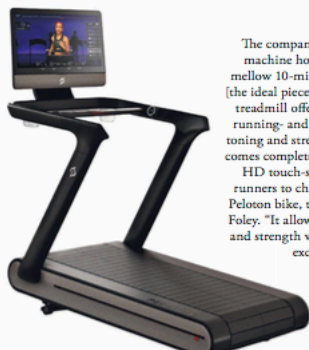 The compan
machine ho
mellow 10-mi
[the ideal piece
treadmill offe
running- and
toning and stre
comes complet
HD touch-s
runners to ch
Peloton bike, t
Foley. “It allow
and strength v
exc